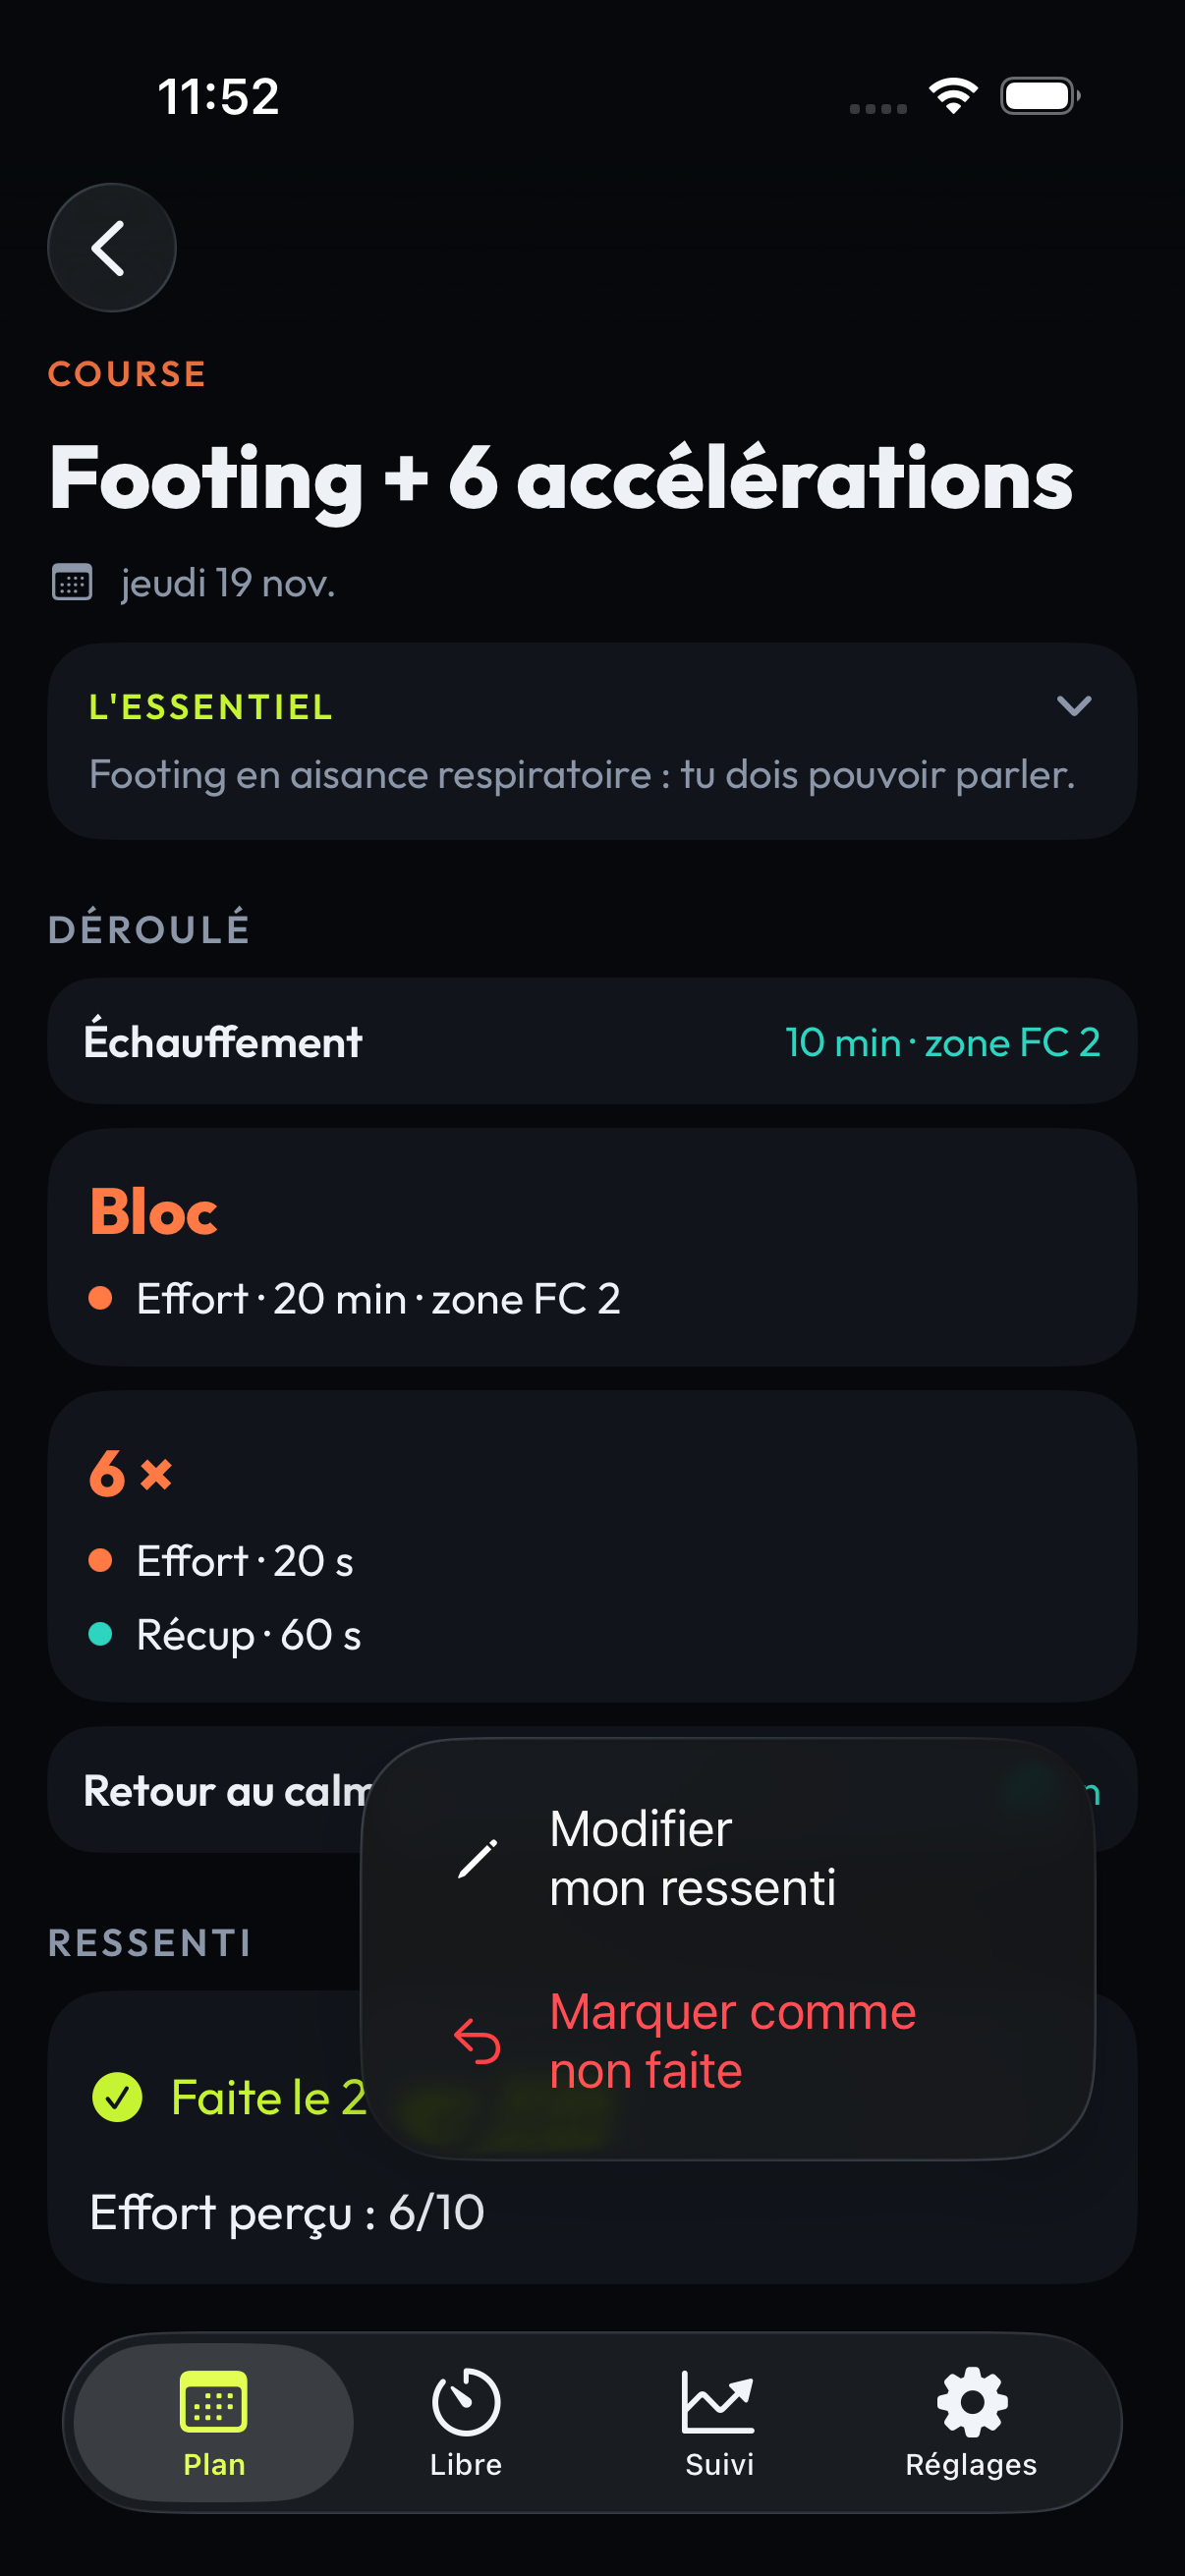 11:52
COURSE
Footing + 6 accélérations
jeudi 19 nov.
L'ESSENTIEL
Footing en aisance respiratoire : tu dois pouvoir parler.
DÉROULÉ
Échauffement
10 min · zone FC 2
Bloc
Effort · 20 min · zone FC 2
6 ×
Effort · 20 s
Récup · 60 s
Retour au calm
Modifier
mon ressenti
RESSENTI
Marquer comme
non faite
Faite le 2
Effort perçu : 6/10
Plan
Libre
Suivi
Réglages